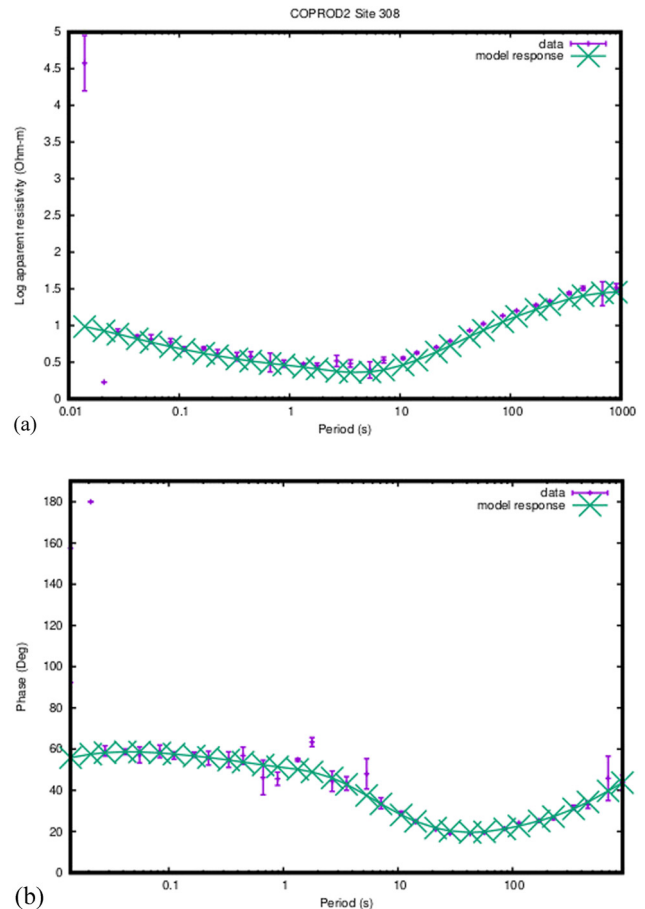 COPROD2 Site 308
5
4.5
4
3.5
3
2.5
2
1.5
1
0.5
0
Log apparent resistivity (Ohm-m)
data
model response
0.01 0.1 1 10 100 1000
Period (s)
(a)
180
160
140
120
100
80
60
40
20
0
Phase (Deg)
data
model response
0.1 1 10 100
Period (s)
(b)